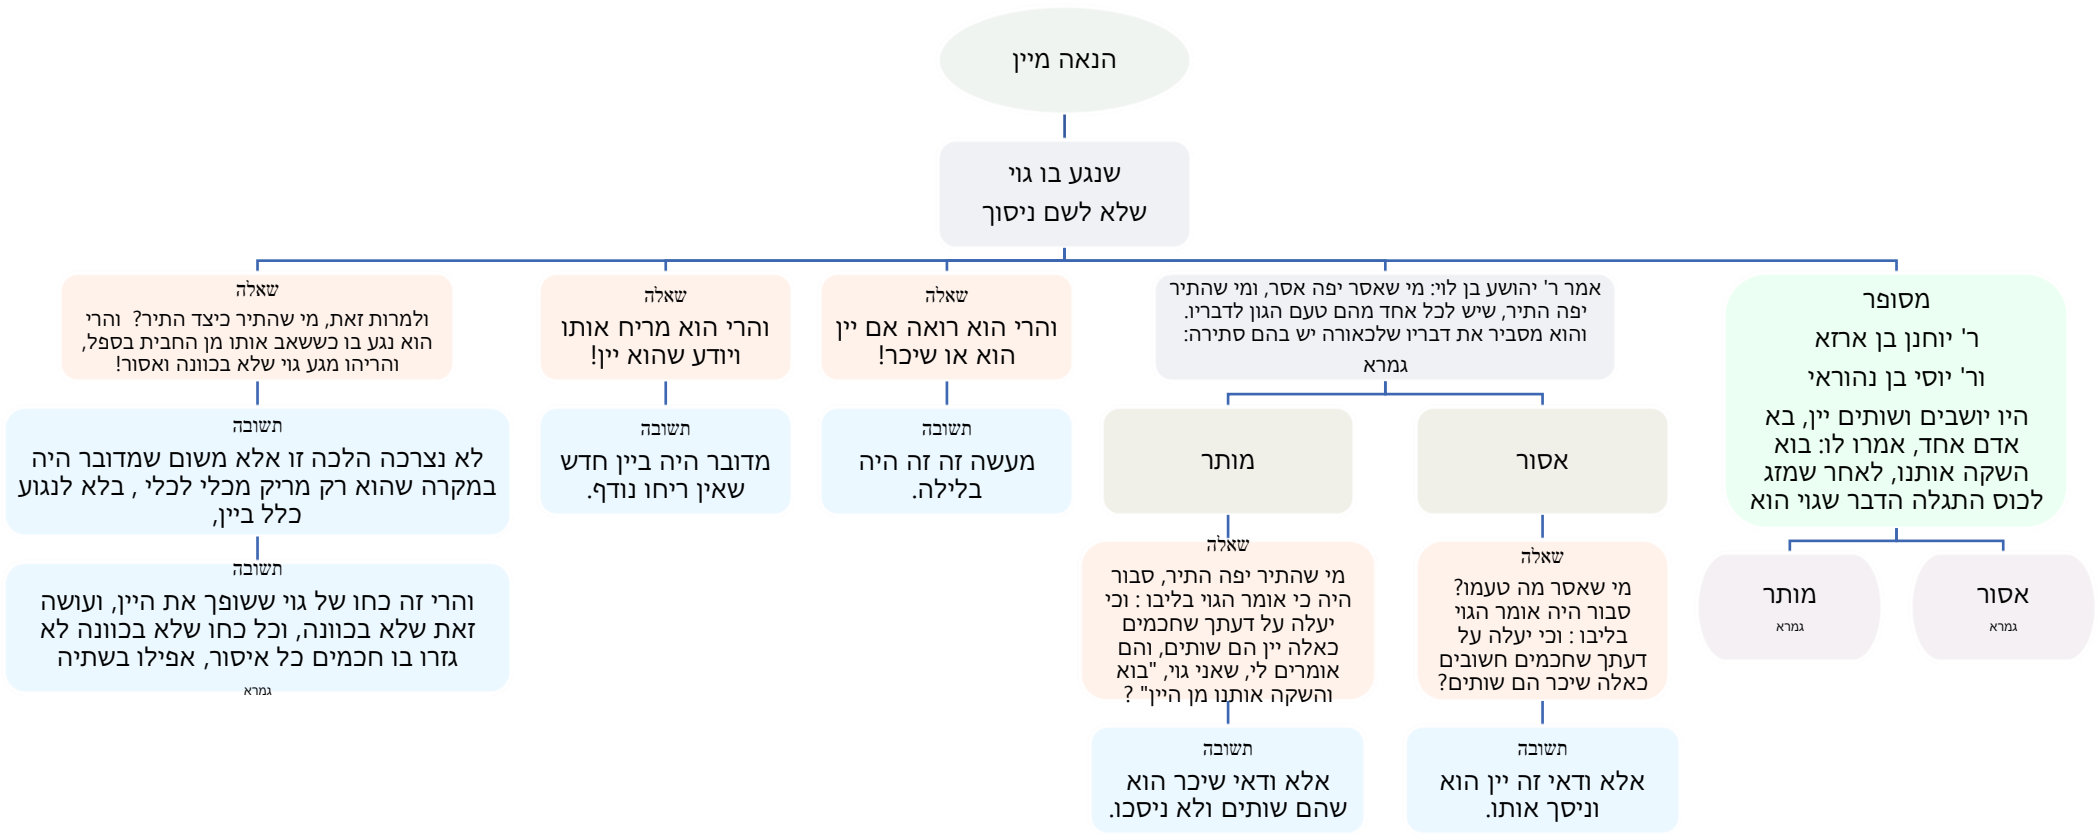 הנאה מיין
שנגע בו גוי
שלא לשם ניסוך
מסופר
ר' יוחנן בן ארזא
ור' יוסי בן נהוראי
היו יושבים ושותים יין, בא
אדם אחד, אמרו לו: בוא
השקה אותנו, לאחר שמזג
לכוס התגלה הדבר שגוי הוא
אסור
גמרא
מותר
גמרא
אמר ר' יהושע בן לוי: מי שאסר יפה אסר, ומי שהתיר
יפה התיר, שיש לכל אחד מהם טעם הגון לדבריו.
והוא מסביר את דבריו שלכאורה יש בהם סתירה:
גמרא
אסור
שאלה
מי שאסר מה טעמו?
סבור היה אומר הגוי
בליבו : וכי יעלה על
דעתך שחכמים חשובים
כאלה שיכר הם שותים?
תשובה
אלא ודאי זה יין הוא
וניסך אותו.
מותר
שאלה
מי שהתיר יפה התיר, סבור
היה כי אומר הגוי בליבו : וכי
יעלה על דעתך שחכמים
כאלה יין הם שותים, והם
אומרים לי, שאני גוי, "בוא
והשקה אותנו מן היין" ?
תשובה
אלא ודאי שיכר הוא
שהם שותים ולא ניסכו.
שאלה
והרי הוא רואה אם יין
הוא או שיכר!
תשובה
מעשה זה זה היה
בלילה.
שאלה
והרי הוא מריח אותו
ויודע שהוא יין!
תשובה
מדובר היה ביין חדש
שאין ריחו נודף.
שאלה
ולמרות זאת, מי שהתיר כיצד התיר?  והרי
הוא נגע בו כששאב אותו מן החבית בספל,
והריהו מגע גוי שלא בכוונה ואסור!
תשובה
לא נצרכה הלכה זו אלא משום שמדובר היה
במקרה שהוא רק מריק מכלי לכלי , בלא לנגוע
כלל ביין,
תשובה
והרי זה כחו של גוי ששופך את היין, ועושה
זאת שלא בכוונה, וכל כחו שלא בכוונה לא
גזרו בו חכמים כל איסור, אפילו בשתיה
גמרא